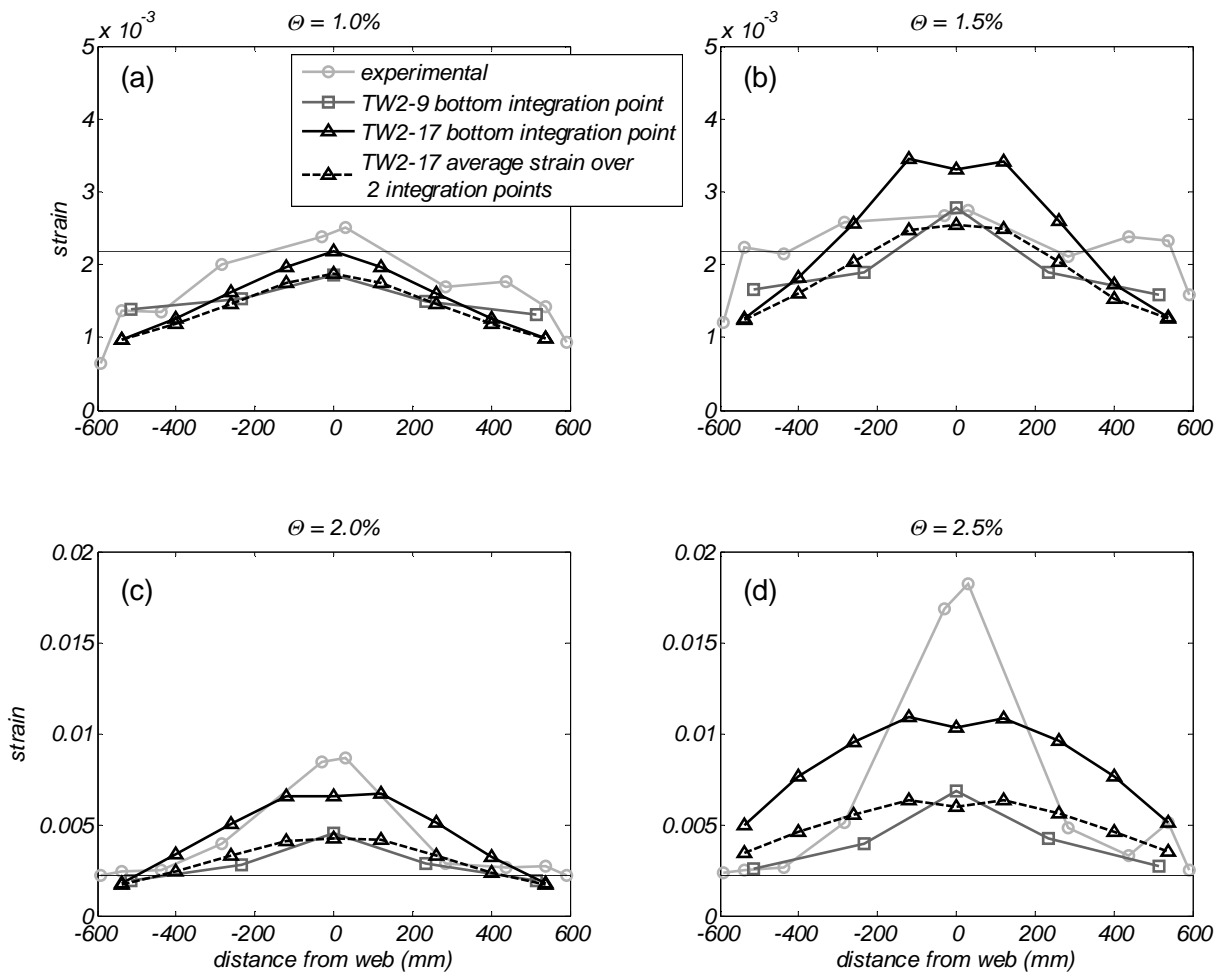 x 10⁻³
Θ = 1.0%
5
4
3
2
1
0
strain
(a)
experimental
TW2-9 bottom integration point
TW2-17 bottom integration point
TW2-17 average strain over
2 integration points
-600 -400 -200 0 200 400 600
x 10⁻³
Θ = 1.5%
5
4
3
2
1
0
(b)
-600 -400 -200 0 200 400 600
Θ = 2.0%
0.02
0.015
0.01
0.005
0
strain
(c)
-600 -400 -200 0 200 400 600
distance from web (mm)
Θ = 2.5%
0.02
0.015
0.01
0.005
0
(d)
-600 -400 -200 0 200 400 600
distance from web (mm)